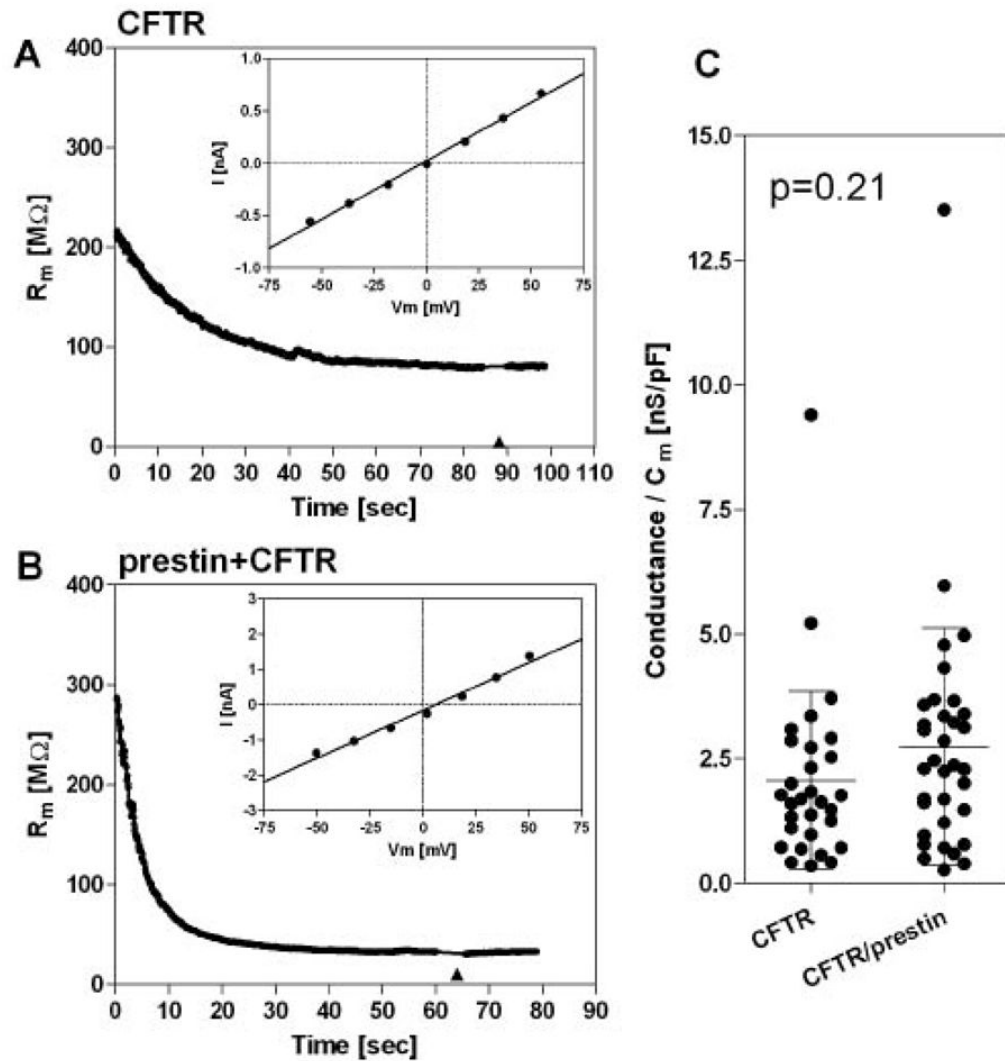 A
CFTR
400
300
200
100
0
R m [MΩ]
0 10 20 30 40 50 60 70 80 90 100 110
Time [sec]
1.0
0.5
0.0
-0.5
-1.0
I [nA]
-75 -50 -25 0 25 50 75
Vm [mV]
B
prestin+CFTR
400
300
200
100
0
R m [MΩ]
0 10 20 30 40 50 60 70 80 90
Time [sec]
3
2
1
0
-1
-2
-3
I [nA]
-75 -50 -25 0 25 50 75
Vm [mV]
C
p=0.21
15.0
12.5
10.0
7.5
5.0
2.5
0.0
Conductance / C m [nS/pF]
CFTR
CFTR/prestin